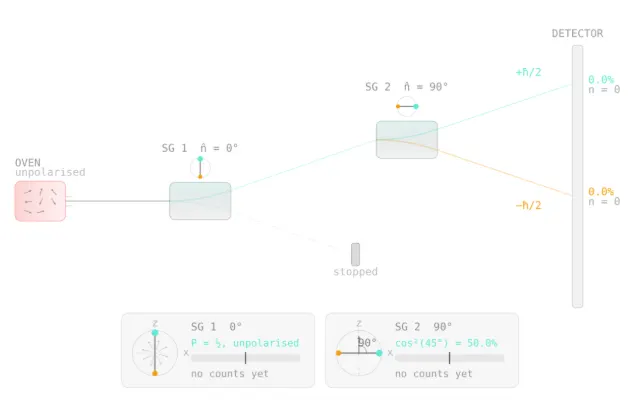 DETECTOR
+ħ/2
0.0%
n = 0
SG 2 n̂ = 90°
SG 1 n̂ = 0°
OVEN
unpolarised
0.0%
n = 0
−ħ/2
stopped
z
x
SG 1 0°
P = ½, unpolarised
no counts yet
z
x
90°
SG 2 90°
cos²(45°) = 50.0%
no counts yet